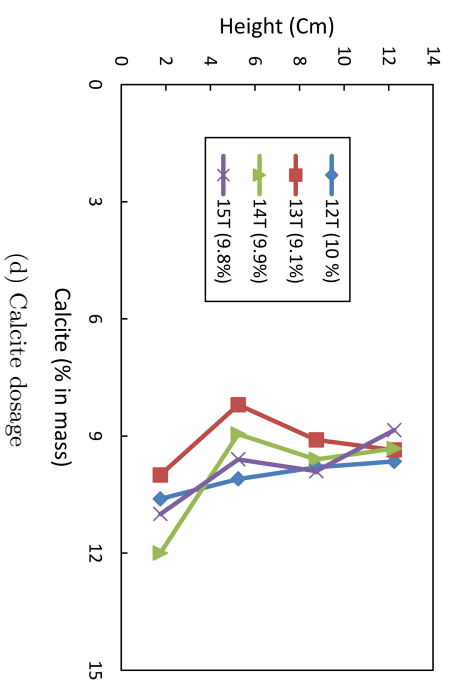 Height (Cm)
14
12
10
8
6
4
2
0
0
3
6
9
12
15
12T (10 %)
13T (9.1%)
14T (9.9%)
15T (9.8%)
Calcite (% in mass)
(d) Calcite dosage